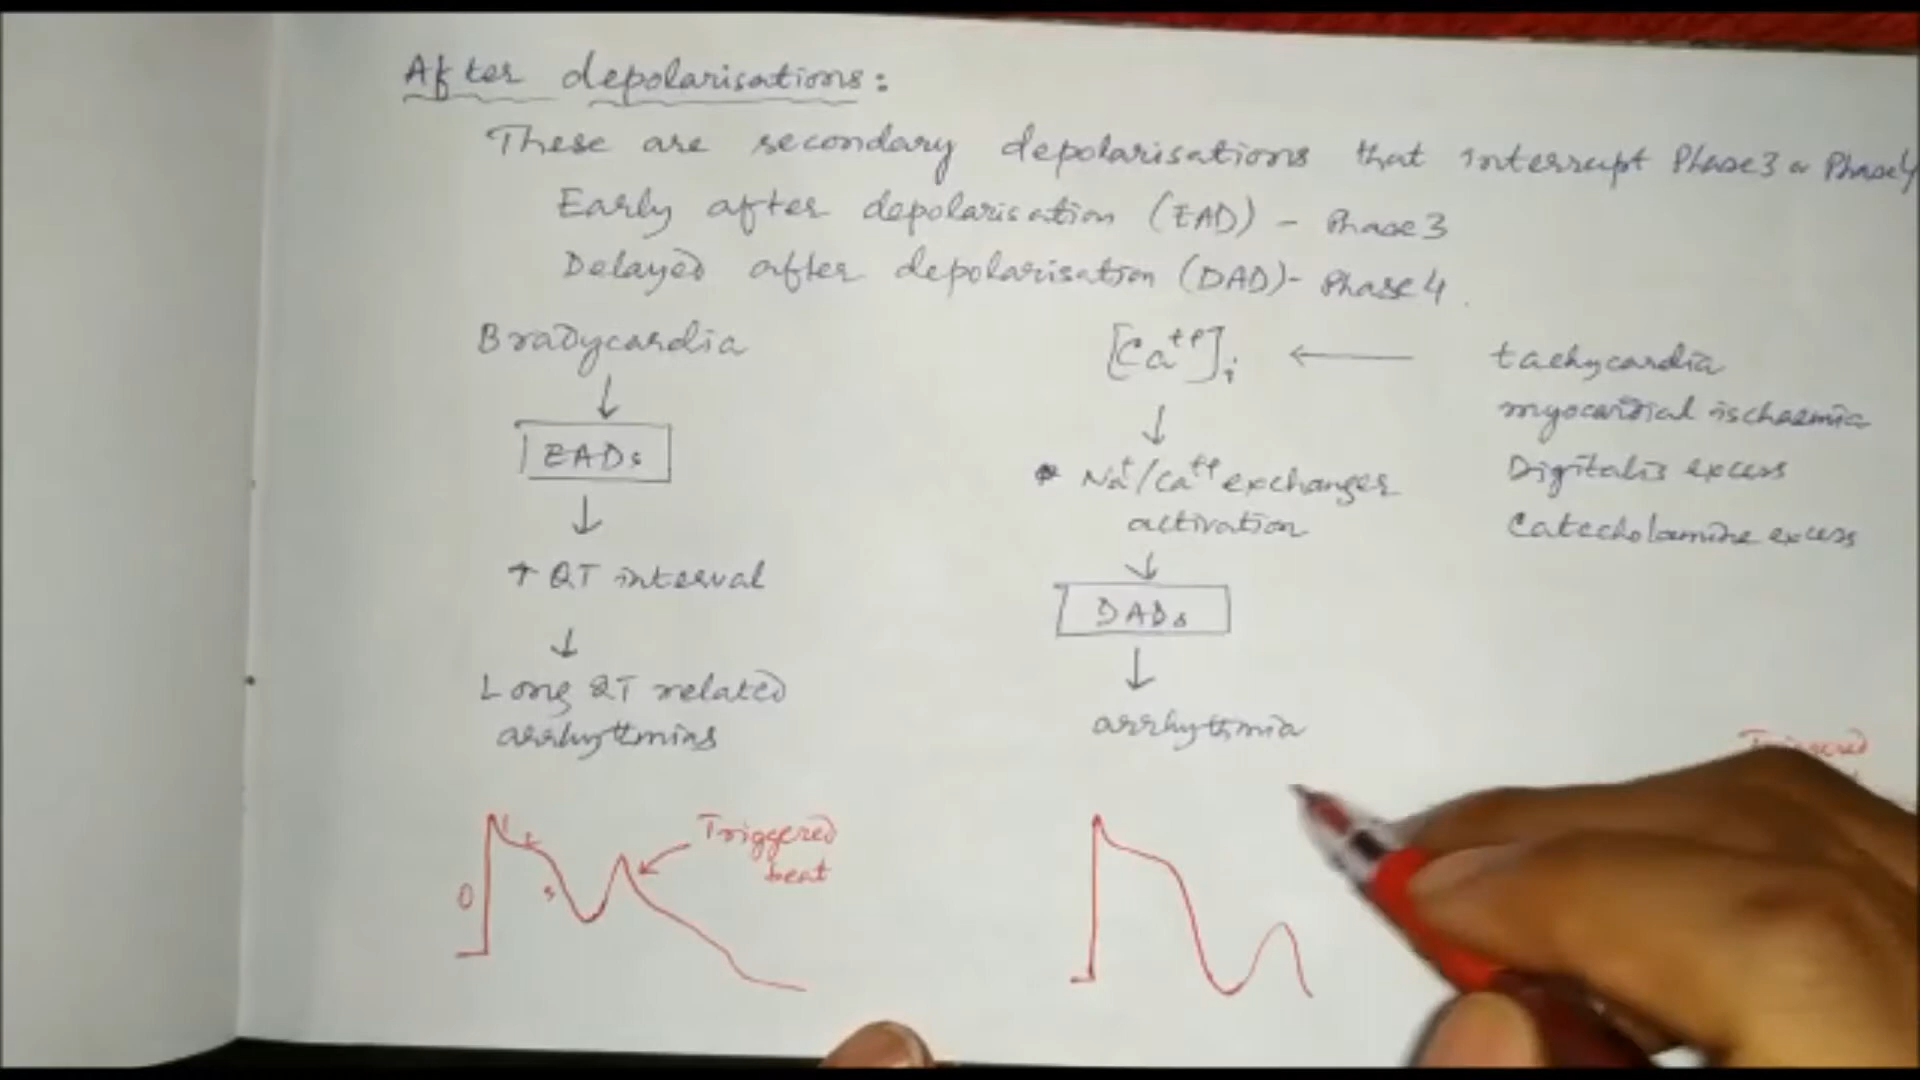 After depolarisations:
These are secondary depolarisations that interrupt Phase 3 or Phase 4
Early after depolarisation (EAD) - Phase 3
Delayed after depolarisation (DAD) - Phase 4.
Bradycardia
↓
EADs
↓
↑ QT interval
↓
Long QT related
arrhythmias
[Ca++]i ←
↓
Na+/Ca++ exchanger
activation
↓
DADs
↓
arrhythmia
tachycardia
myocardial ischaemia
Digitalis excess
Catecholamine excess
0
Triggered
beat